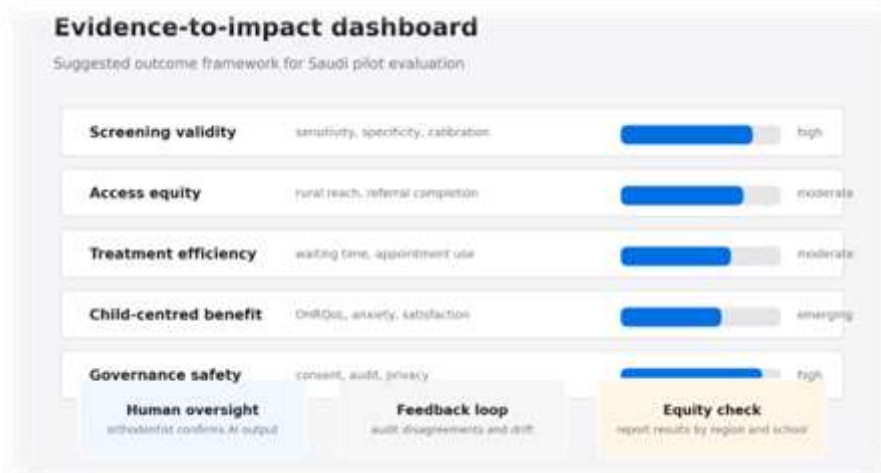 Evidence-to-impact dashboard
Suggested outcome framework for Saudi pilot evaluation
Screening validity sensitivity, specificity, calibration high
Access equity rural reach, referral completion moderate
Treatment efficiency waiting time, appointment use moderate
Child-centred benefit OHRQoL, anxiety, satisfaction emerging
Governance safety consent, audit, privacy high
Human oversight Feedback loop Equity check
orthodontist confirms AI output audit disagreements and drift report results by region and school